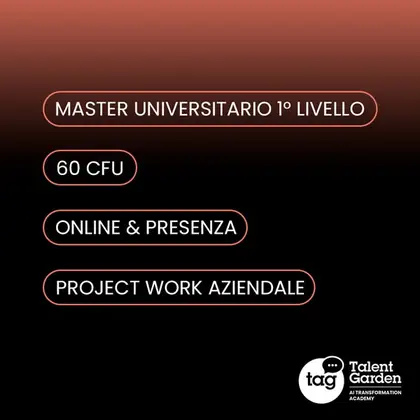 MASTER UNIVERSITARIO 1° LIVELLO
60 CFU
ONLINE & PRESENZA
PROJECT WORK AZIENDALE
tag
Talent
Garden
AI TRANSFORMATION
ACADEMY